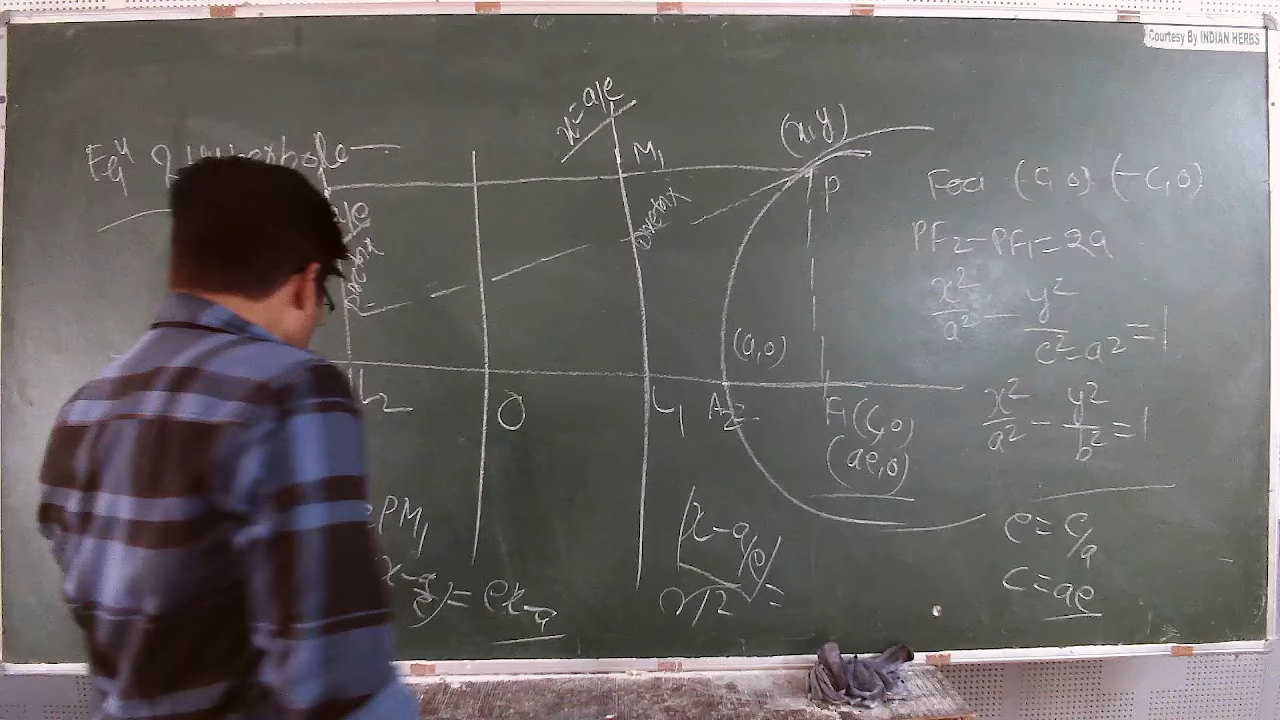 Courtesy By INDIAN HERBS
Eqn of Hyperbola
x = a/e
M₁
(x, y)
P
Directrix
a/e
(a, 0)
L₂
O
L₁
A₂
F₁(C, 0)
(ae, 0)
Foci (C, 0) (-C, 0)
PF₂ - PF₁ = 2a
x²/a² - y²/c²-a² = 1
x²/a² - y²/b² = 1
e = c/a
C = ae
PM₁
x - a/e) = ex-a
x - a/e